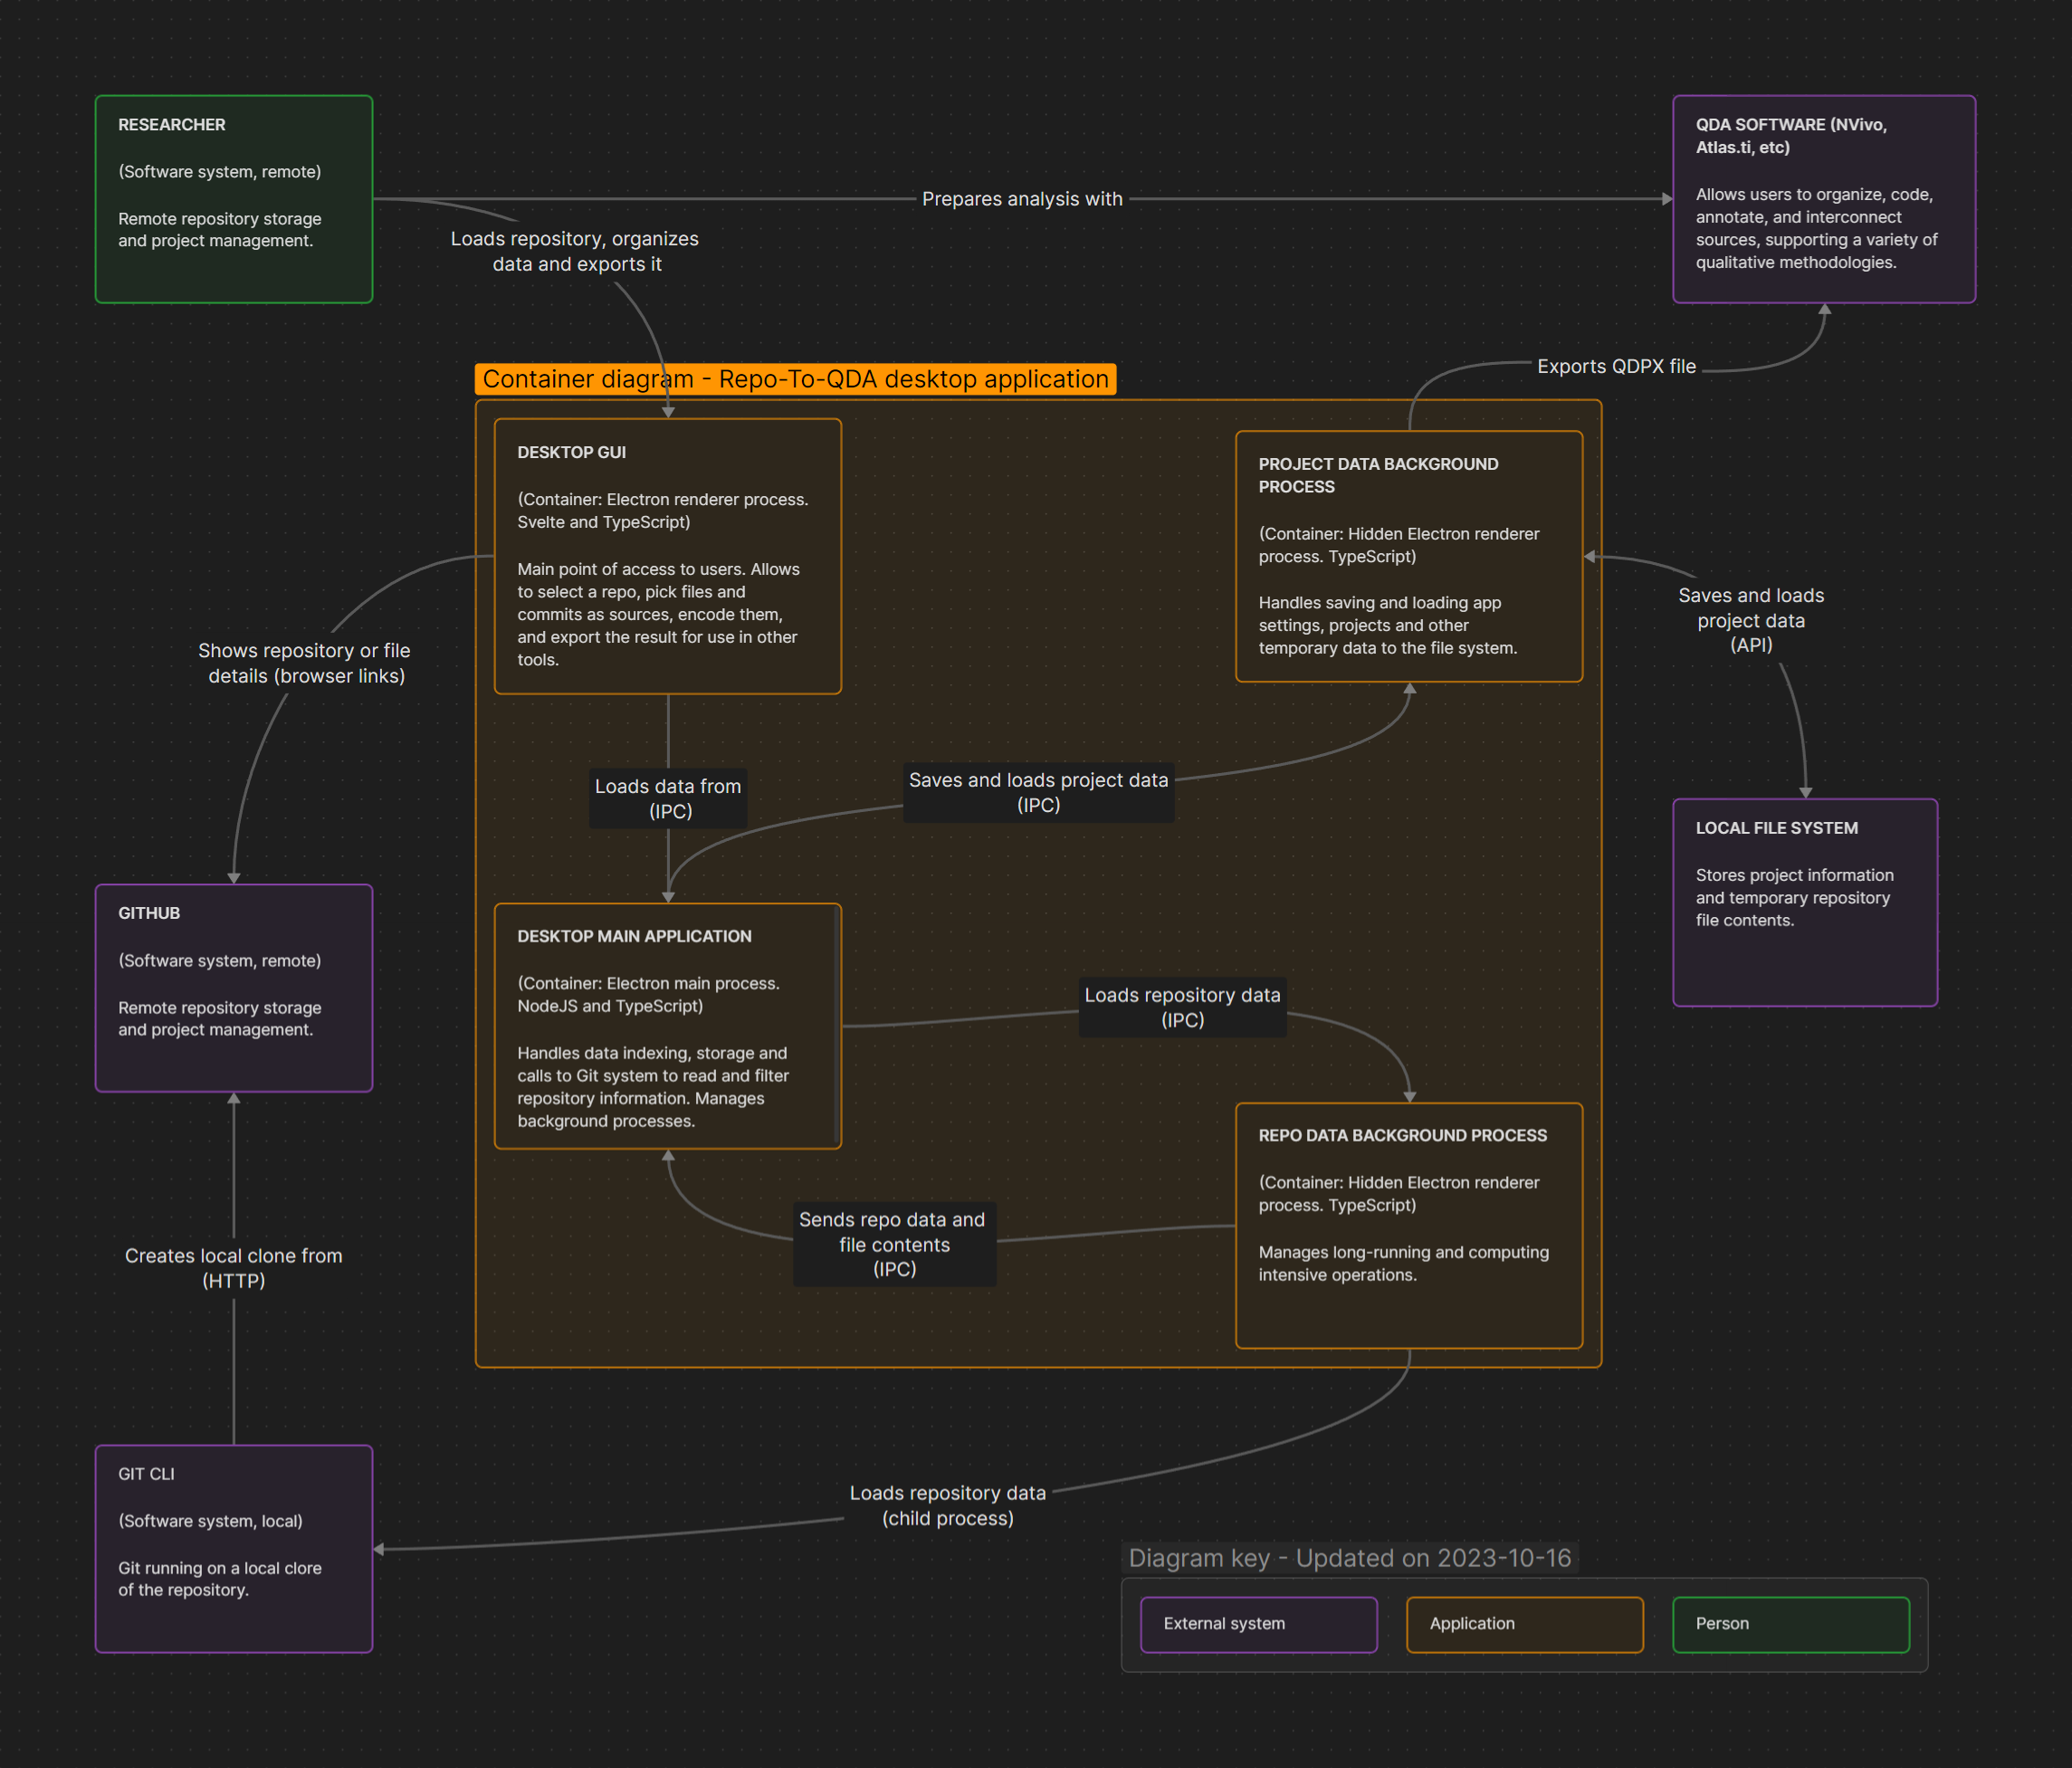 RESEARCHER
(Software system, remote)
Remote repository storage
and project management.
Prepares analysis with
QDA SOFTWARE (NVivo,
Atlas.ti, etc)
Allows users to organize, code,
annotate, and interconnect
sources, supporting a variety of
qualitative methodologies.
Loads repository, organizes
data and exports it
Exports QDPX file
Container diagram - Repo-To-QDA desktop application
DESKTOP GUI
(Container: Electron renderer process.
Svelte and TypeScript)
Main point of access to users. Allows
to select a repo, pick files and
commits as sources, encode them,
and export the result for use in other
tools.
PROJECT DATA BACKGROUND
PROCESS
(Container: Hidden Electron renderer
process. TypeScript)
Handles saving and loading app
settings, projects and other
temporary data to the file system.
Saves and loads
project data
(API)
Shows repository or file
details (browser links)
Loads data from
(IPC)
Saves and loads project data
(IPC)
LOCAL FILE SYSTEM
Stores project information
and temporary repository
file contents.
GITHUB
(Software system, remote)
Remote repository storage
and project management.
DESKTOP MAIN APPLICATION
(Container: Electron main process.
NodeJS and TypeScript)
Handles data indexing, storage and
calls to Git system to read and filter
repository information. Manages
background processes.
Loads repository data
(IPC)
REPO DATA BACKGROUND PROCESS
(Container: Hidden Electron renderer
process. TypeScript)
Manages long-running and computing
intensive operations.
Sends repo data and
file contents
(IPC)
Creates local clone from
(HTTP)
GIT CLI
(Software system, local)
Git running on a local clore
of the repository.
Loads repository data
(child process)
Diagram key - Updated on 2023-10-16
External system
Application
Person